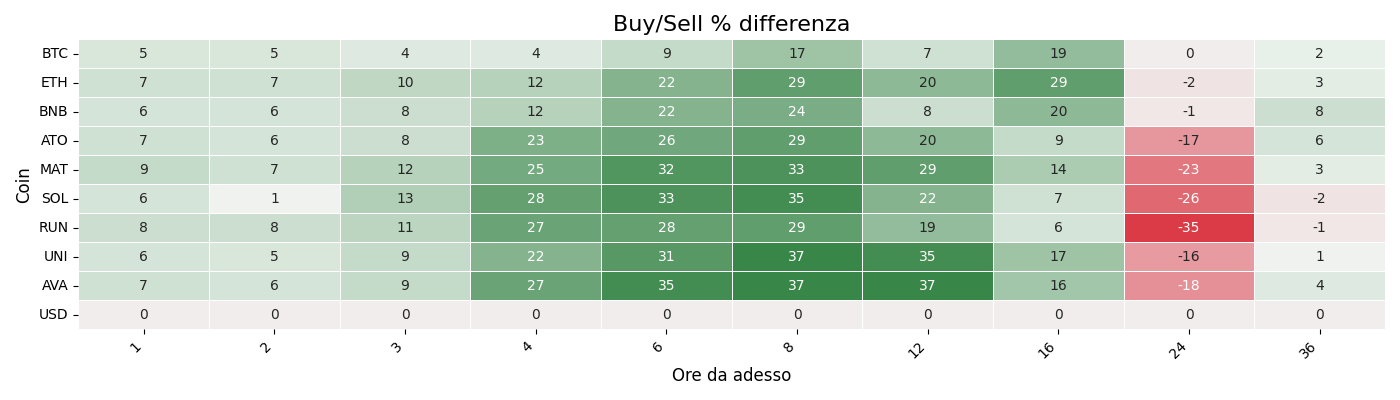 Buy/Sell % differenza
Coin
BTC 5 5 4 4 9 17 7 19 0 2
ETH 7 7 10 12 22 29 20 29 -2 3
BNB 6 6 8 12 22 24 8 20 -1 8
ATO 7 6 8 23 26 29 20 9 -17 6
MAT 9 7 12 25 32 33 29 14 -23 3
SOL 6 1 13 28 33 35 22 7 -26 -2
RUN 8 8 11 27 28 29 19 6 -35 -1
UNI 6 5 9 22 31 37 35 17 -16 1
AVA 7 6 9 27 35 37 37 16 -18 4
USD 0 0 0 0 0 0 0 0 0 0
1 2 3 4 6 8 12 16 24 36
Ore da adesso